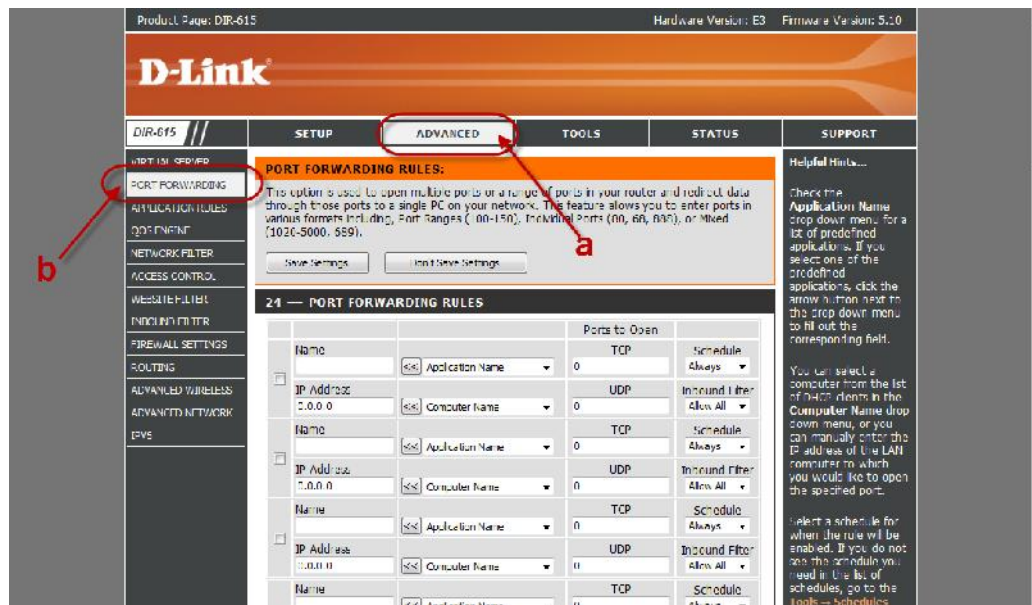 Product Page: DIR-615 Hardware Version: E3 Firmware Version: 5.10
D-Link
DIR-615 SETUP ADVANCED TOOLS STATUS SUPPORT
VIRTUAL SERVER
PORT FORWARDING
APPLICATION RULES
QOS ENGINE
NETWORK FILTER
ACCESS CONTROL
WEBSITE FILTER
INBOUND FILTER
FIREWALL SETTINGS
ROUTING
ADVANCED WIRELESS
ADVANCED NETWORK
IPV6
b
a
PORT FORWARDING RULES:
This option is used to open multiple ports or a range of ports in your router and redirect data
through those ports to a single PC on your network. This feature allows you to enter ports in
various formats including, Port Ranges (100-150), Individual Ports (80, 68, 888), or Mixed
(1020-5000, 689).
Save Settings Don't Save Settings
24 — PORT FORWARDING RULES
Ports to Open
Name TCP Schedule
<< Application Name 0 Always
IP Address UDP Inbound Filter
0.0.0.0 << Computer Name 0 Allow All
Name TCP Schedule
<< Application Name 0 Always
IP Address UDP Inbound Filter
0.0.0.0 << Computer Name 0 Allow All
Name TCP Schedule
<< Application Name 0 Always
IP Address UDP Inbound Filter
0.0.0.0 << Computer Name 0 Allow All
Name TCP Schedule
<< Application Name 0 Always
Helpful Hints...
Check the
Application Name
drop down menu for a
list of predefined
applications. If you
select one of the
predefined
applications, click the
arrow button next to
the drop down menu
to fill out the
corresponding field.
You can select a
computer from the list
of DHCP clients in the
Computer Name drop
down menu, or you
can manually enter the
IP address of the LAN
computer to which
you would like to open
the specified port.
Select a schedule for
when the rule will be
enabled. If you do not
see the schedule you
need in the list of
schedules, go to the
Tools -- Schedules